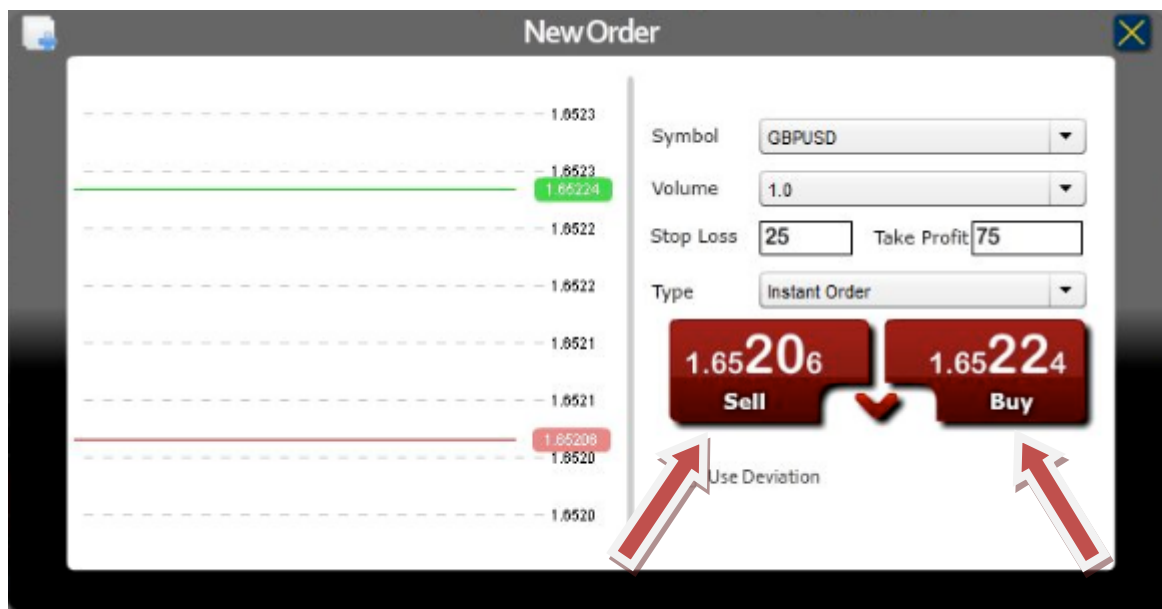 New Order
1.6523
1.6523
1.65224
1.6522
1.6522
1.6521
1.6521
1.65206
1.6520
1.6520
Symbol GBPUSD
Volume 1.0
Stop Loss 25 Take Profit 75
Type Instant Order
1.65206 1.65224
Sell Buy
Use Deviation